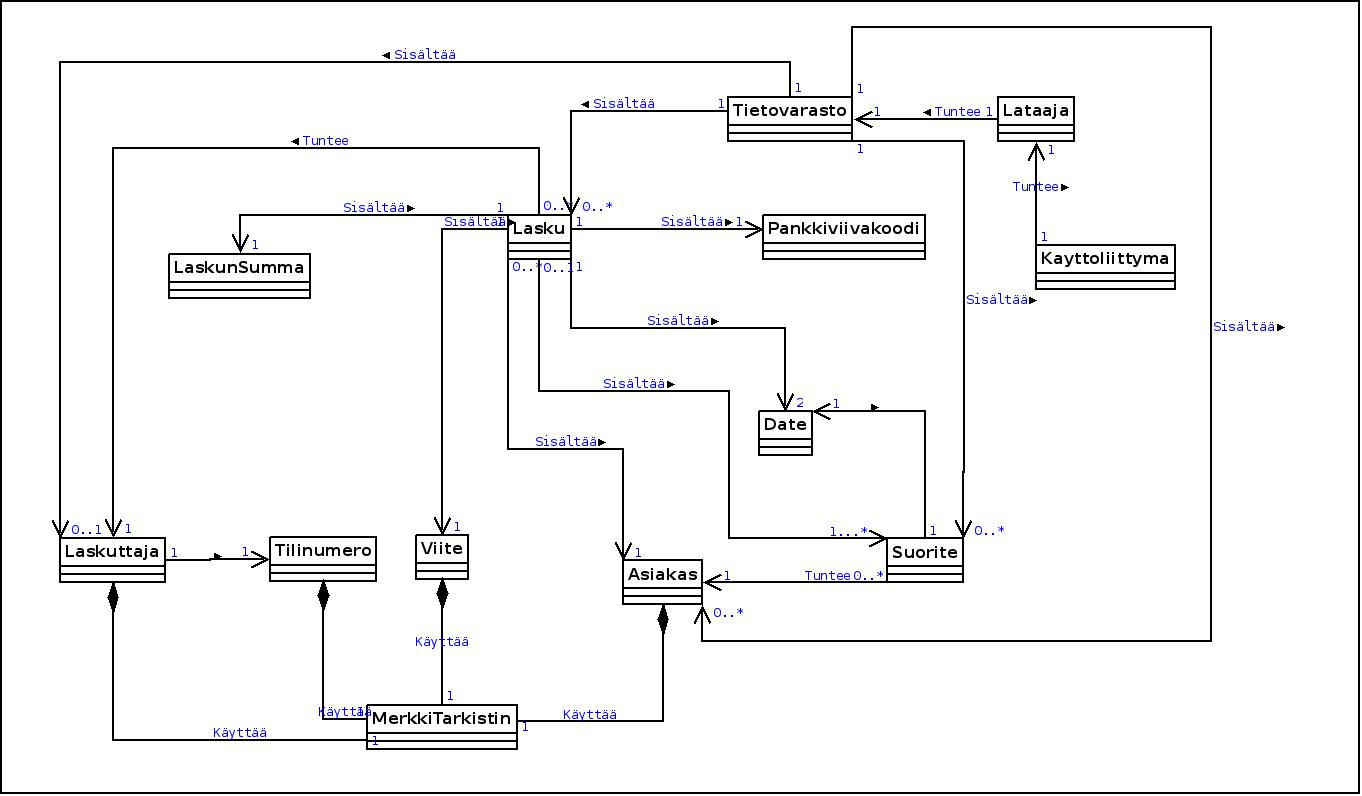 ◄ Sisältää
1
1
◄ Sisältää
1
Tietovarasto
1
◄ Tuntee 1
Lataaja
◄ Tuntee
1
1
Tuntee►
Sisältää►
1
0..*
Sisältää►
1
Lasku
1
Sisältää► 1
Pankkiviivakoodi
1
LaskunSumma
1
Kayttoliittyma
0..*
0..1
1
Sisältää►
Sisältää►
Sisältää►
2
1
►
Date
Sisältää►
Sisältää►
0..1
1
1
1...*
1
0..*
Laskuttaja
1
►
1
Tilinumero
Viite
1
Asiakas
Suorite
1
Tuntee
0..*
0..*
Käyttää
1
Käyttää
1
MerkkiTarkistin
Käyttää
1
Käyttää
1